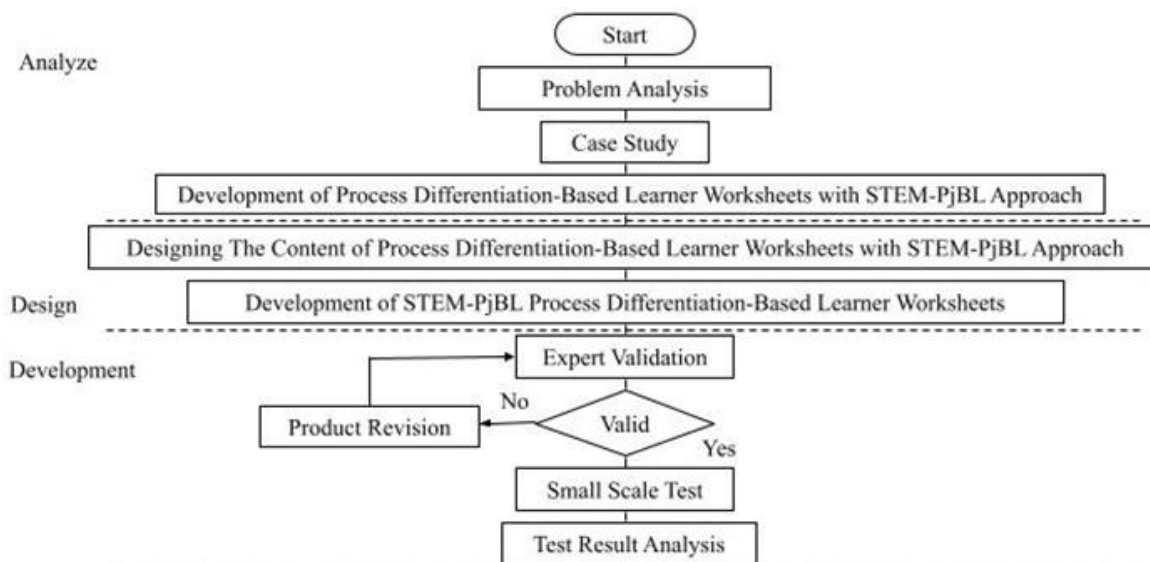 Start
Analyze
Problem Analysis
Case Study
Development of Process Differentiation-Based Learner Worksheets with STEM-PjBL Approach
Designing The Content of Process Differentiation-Based Learner Worksheets with STEM-PjBL Approach
Design
Development of STEM-PjBL Process Differentiation-Based Learner Worksheets
Development
Expert Validation
No
Product Revision
Valid
Yes
Small Scale Test
Test Result Analysis